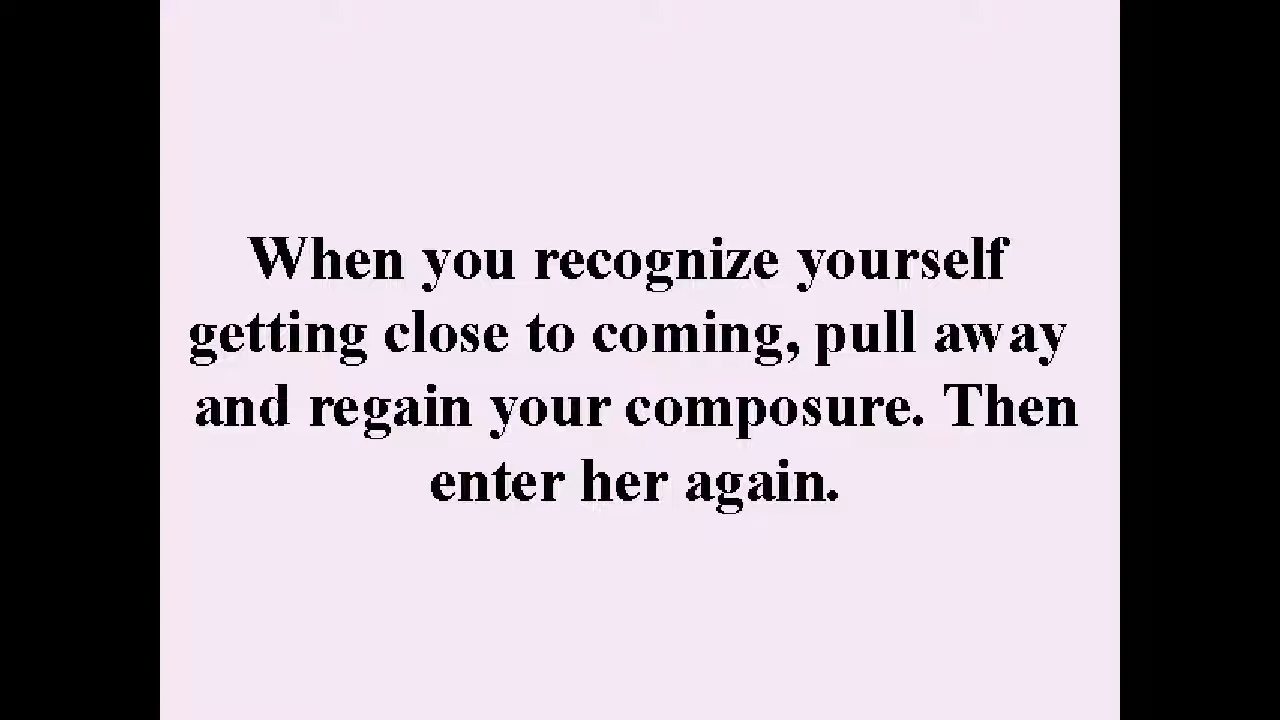 When you recognize yourself
getting close to coming, pull away
and regain your composure. Then
enter her again.